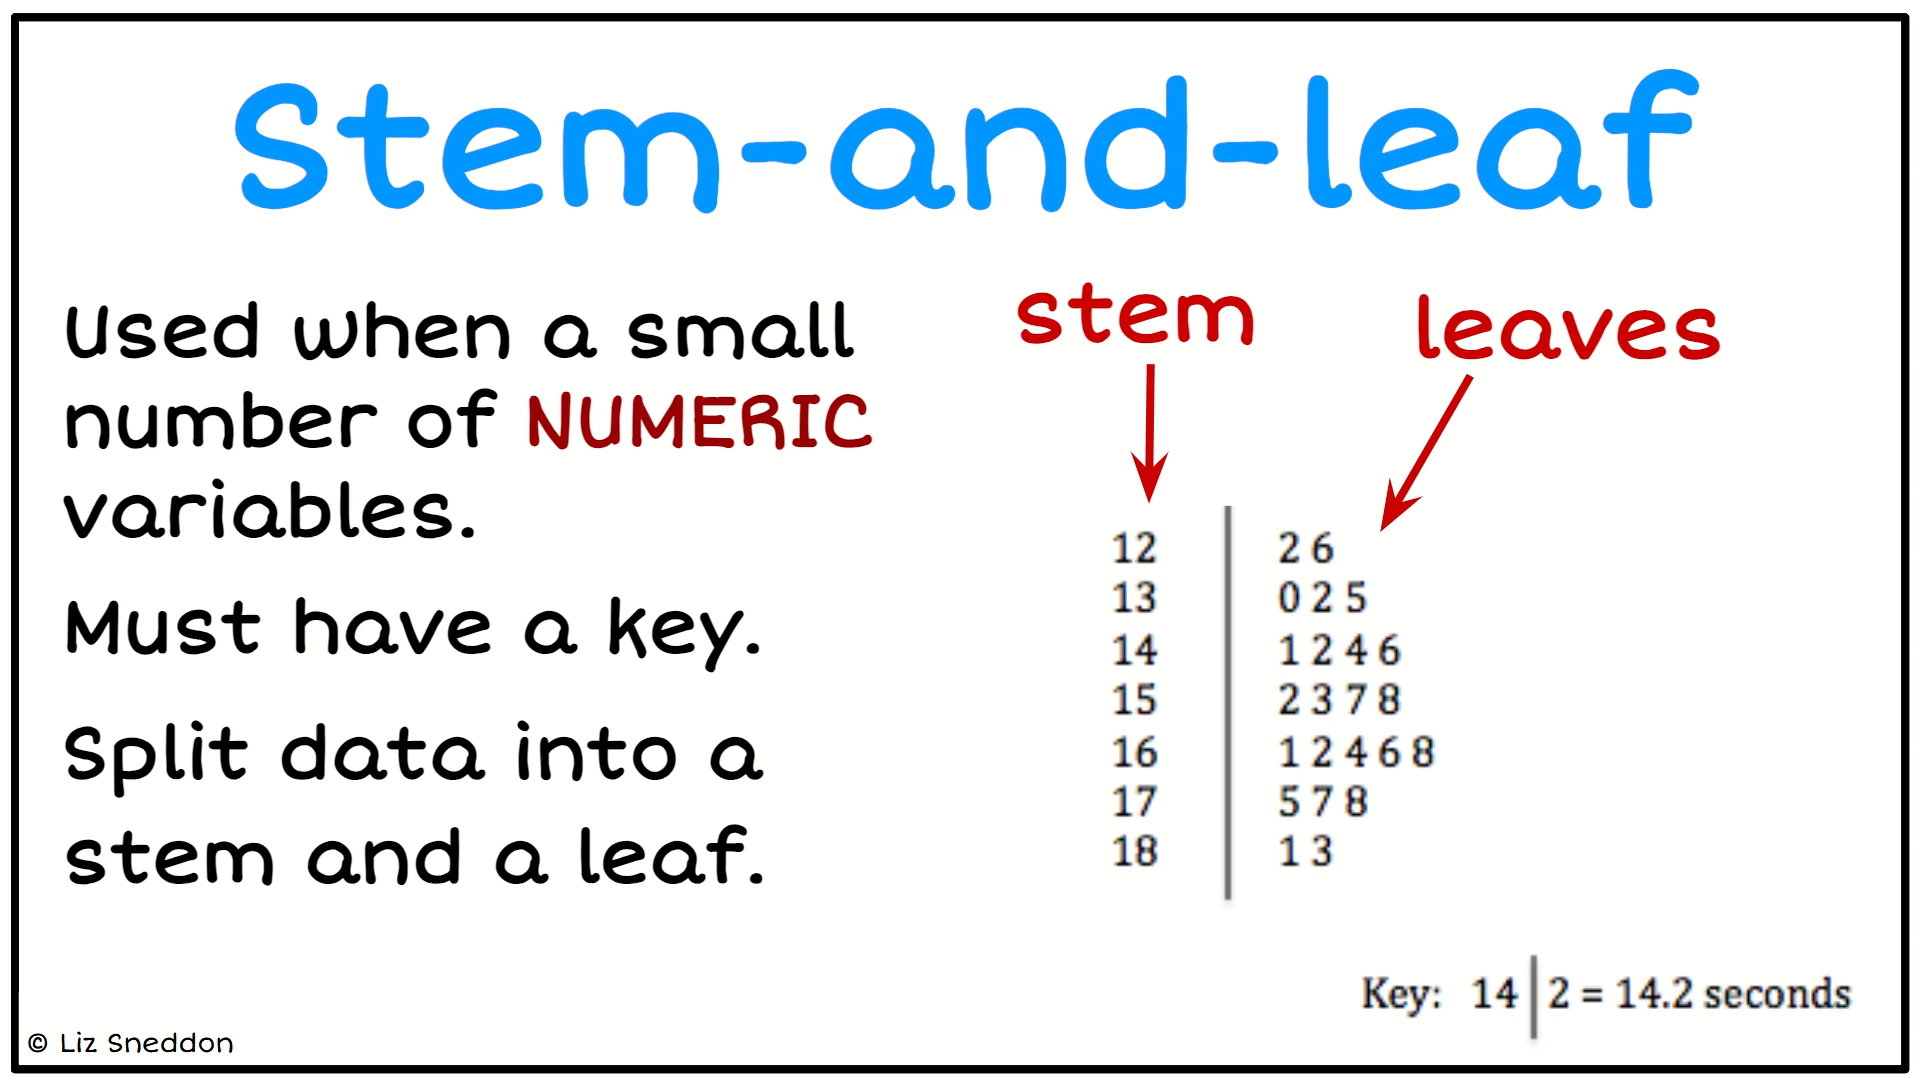 Stem-and-leaf
Used when a small
number of NUMERIC
variables.
Must have a key.
Split data into a
stem and a leaf.
stem leaves
12 2 6
13 0 2 5
14 1 2 4 6
15 2 3 7 8
16 1 2 4 6 8
17 5 7 8
18 1 3
Key: 14 | 2 = 14.2 seconds
© Liz Sneddon